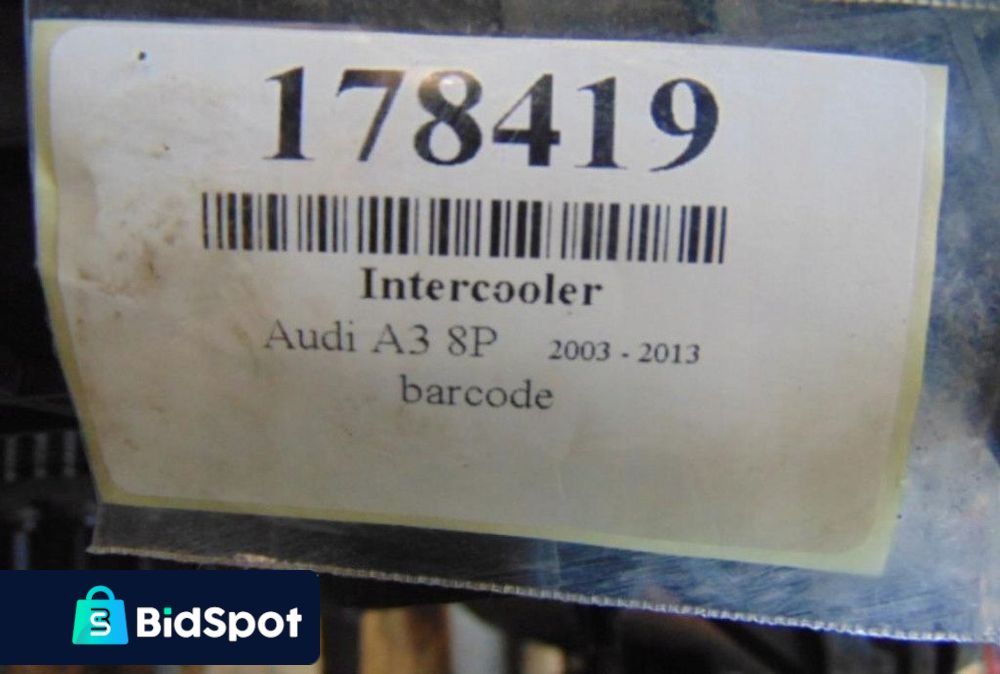 178419
Intercooler
Audi A3 8P 2003 - 2013
barcode
BidSpot